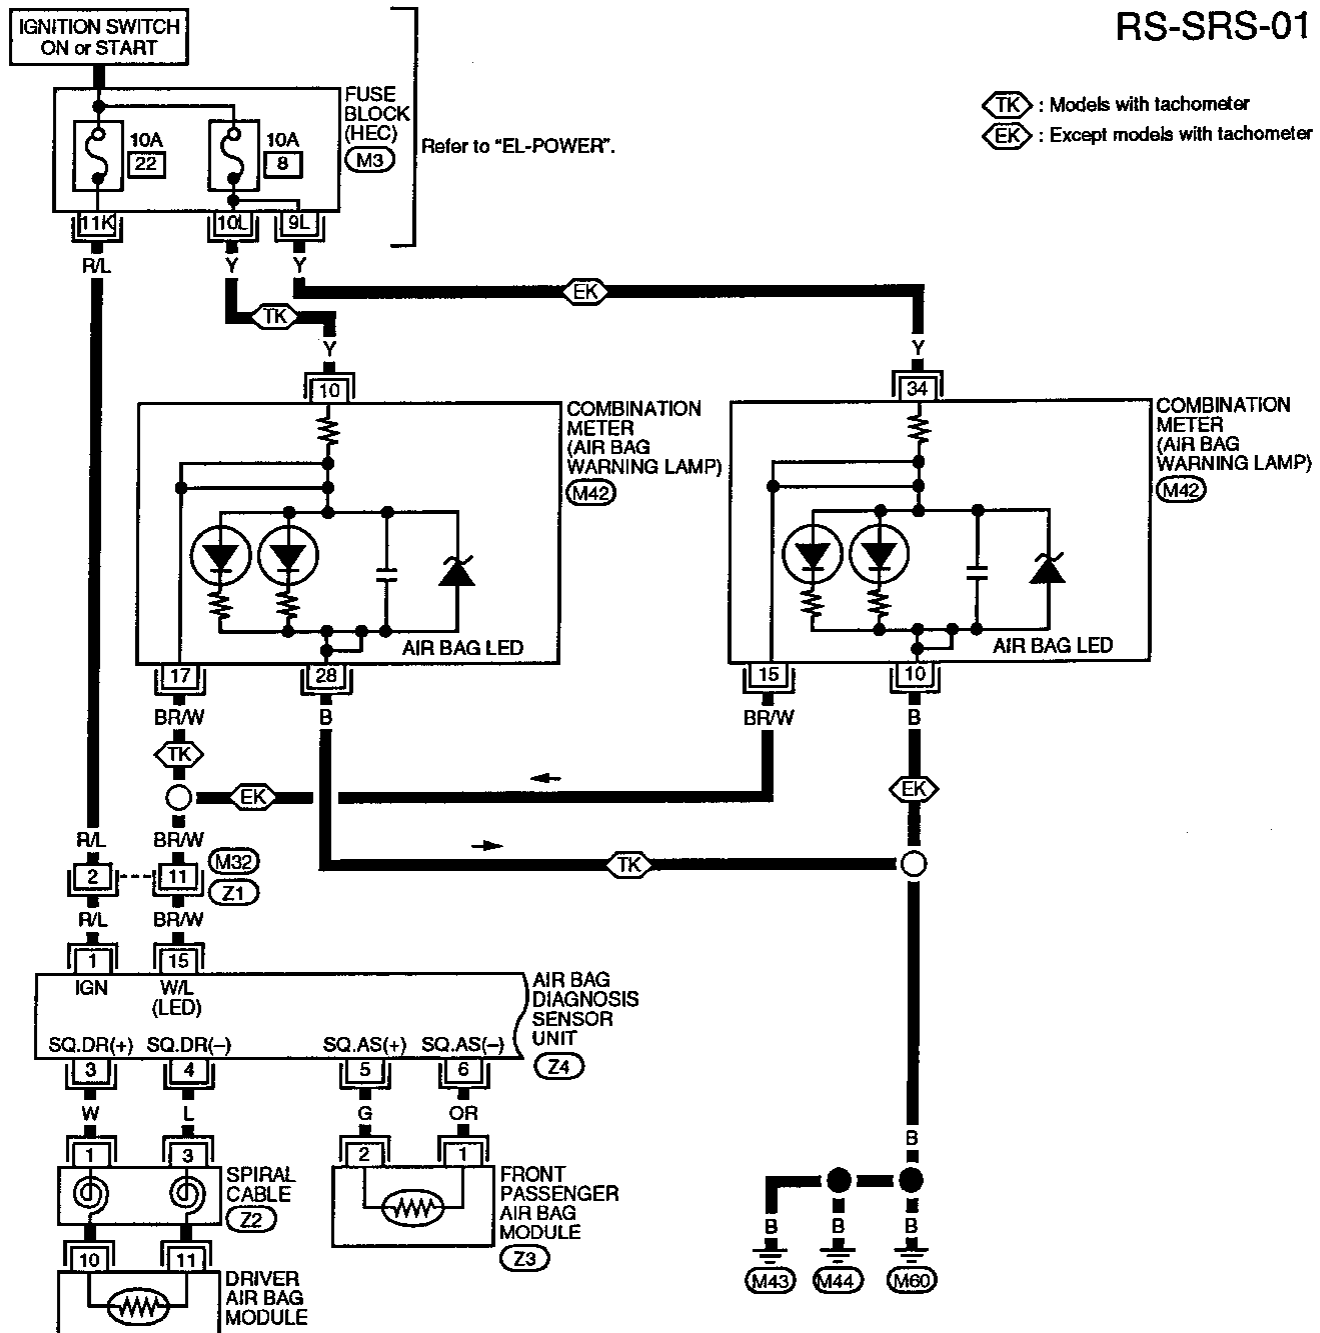 RS-SRS-01
IGNITION SWITCH
ON or START
TK : Models with tachometer
EK : Except models with tachometer
FUSE
BLOCK
(HEC)
M3
Refer to "EL-POWER".
10A
22
10A
8
11K
10L
9L
R/L
Y
Y
EK
TK
Y
Y
10
34
COMBINATION
METER
(AIR BAG
WARNING LAMP)
M42
COMBINATION
METER
(AIR BAG
WARNING LAMP)
M42
AIR BAG LED
AIR BAG LED
17
28
15
10
BR/W
B
BR/W
B
TK
EK
EK
R/L
BR/W
TK
2
11
M32
Z1
R/L
BR/W
1
15
IGN
W/L
(LED)
AIR BAG
DIAGNOSIS
SENSOR
UNIT
Z4
SQ.DR(+)
SQ.DR(–)
SQ.AS(+)
SQ.AS(–)
3
4
5
6
W
L
G
OR
1
3
2
1
SPIRAL
CABLE
Z2
FRONT
PASSENGER
AIR BAG
MODULE
Z3
10
11
DRIVER
AIR BAG
MODULE
B
B
B
B
M43
M44
M60